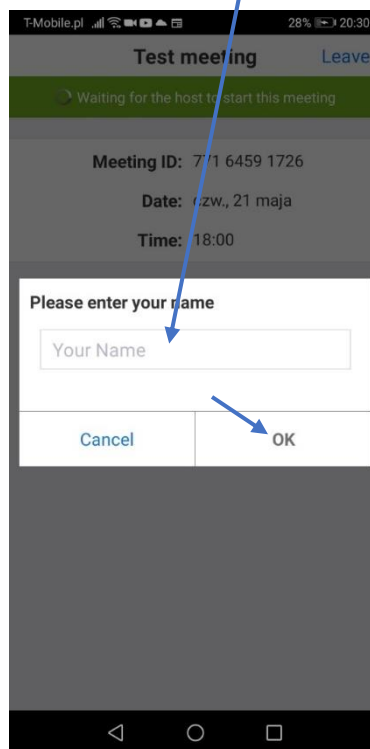 T-Mobile.pl 28% 20:30
Test meeting Leave
Waiting for the host to start this meeting
Meeting ID: 771 6459 1726
Date: czw., 21 maja
Time: 18:00
Please enter your name
Your Name
Cancel OK